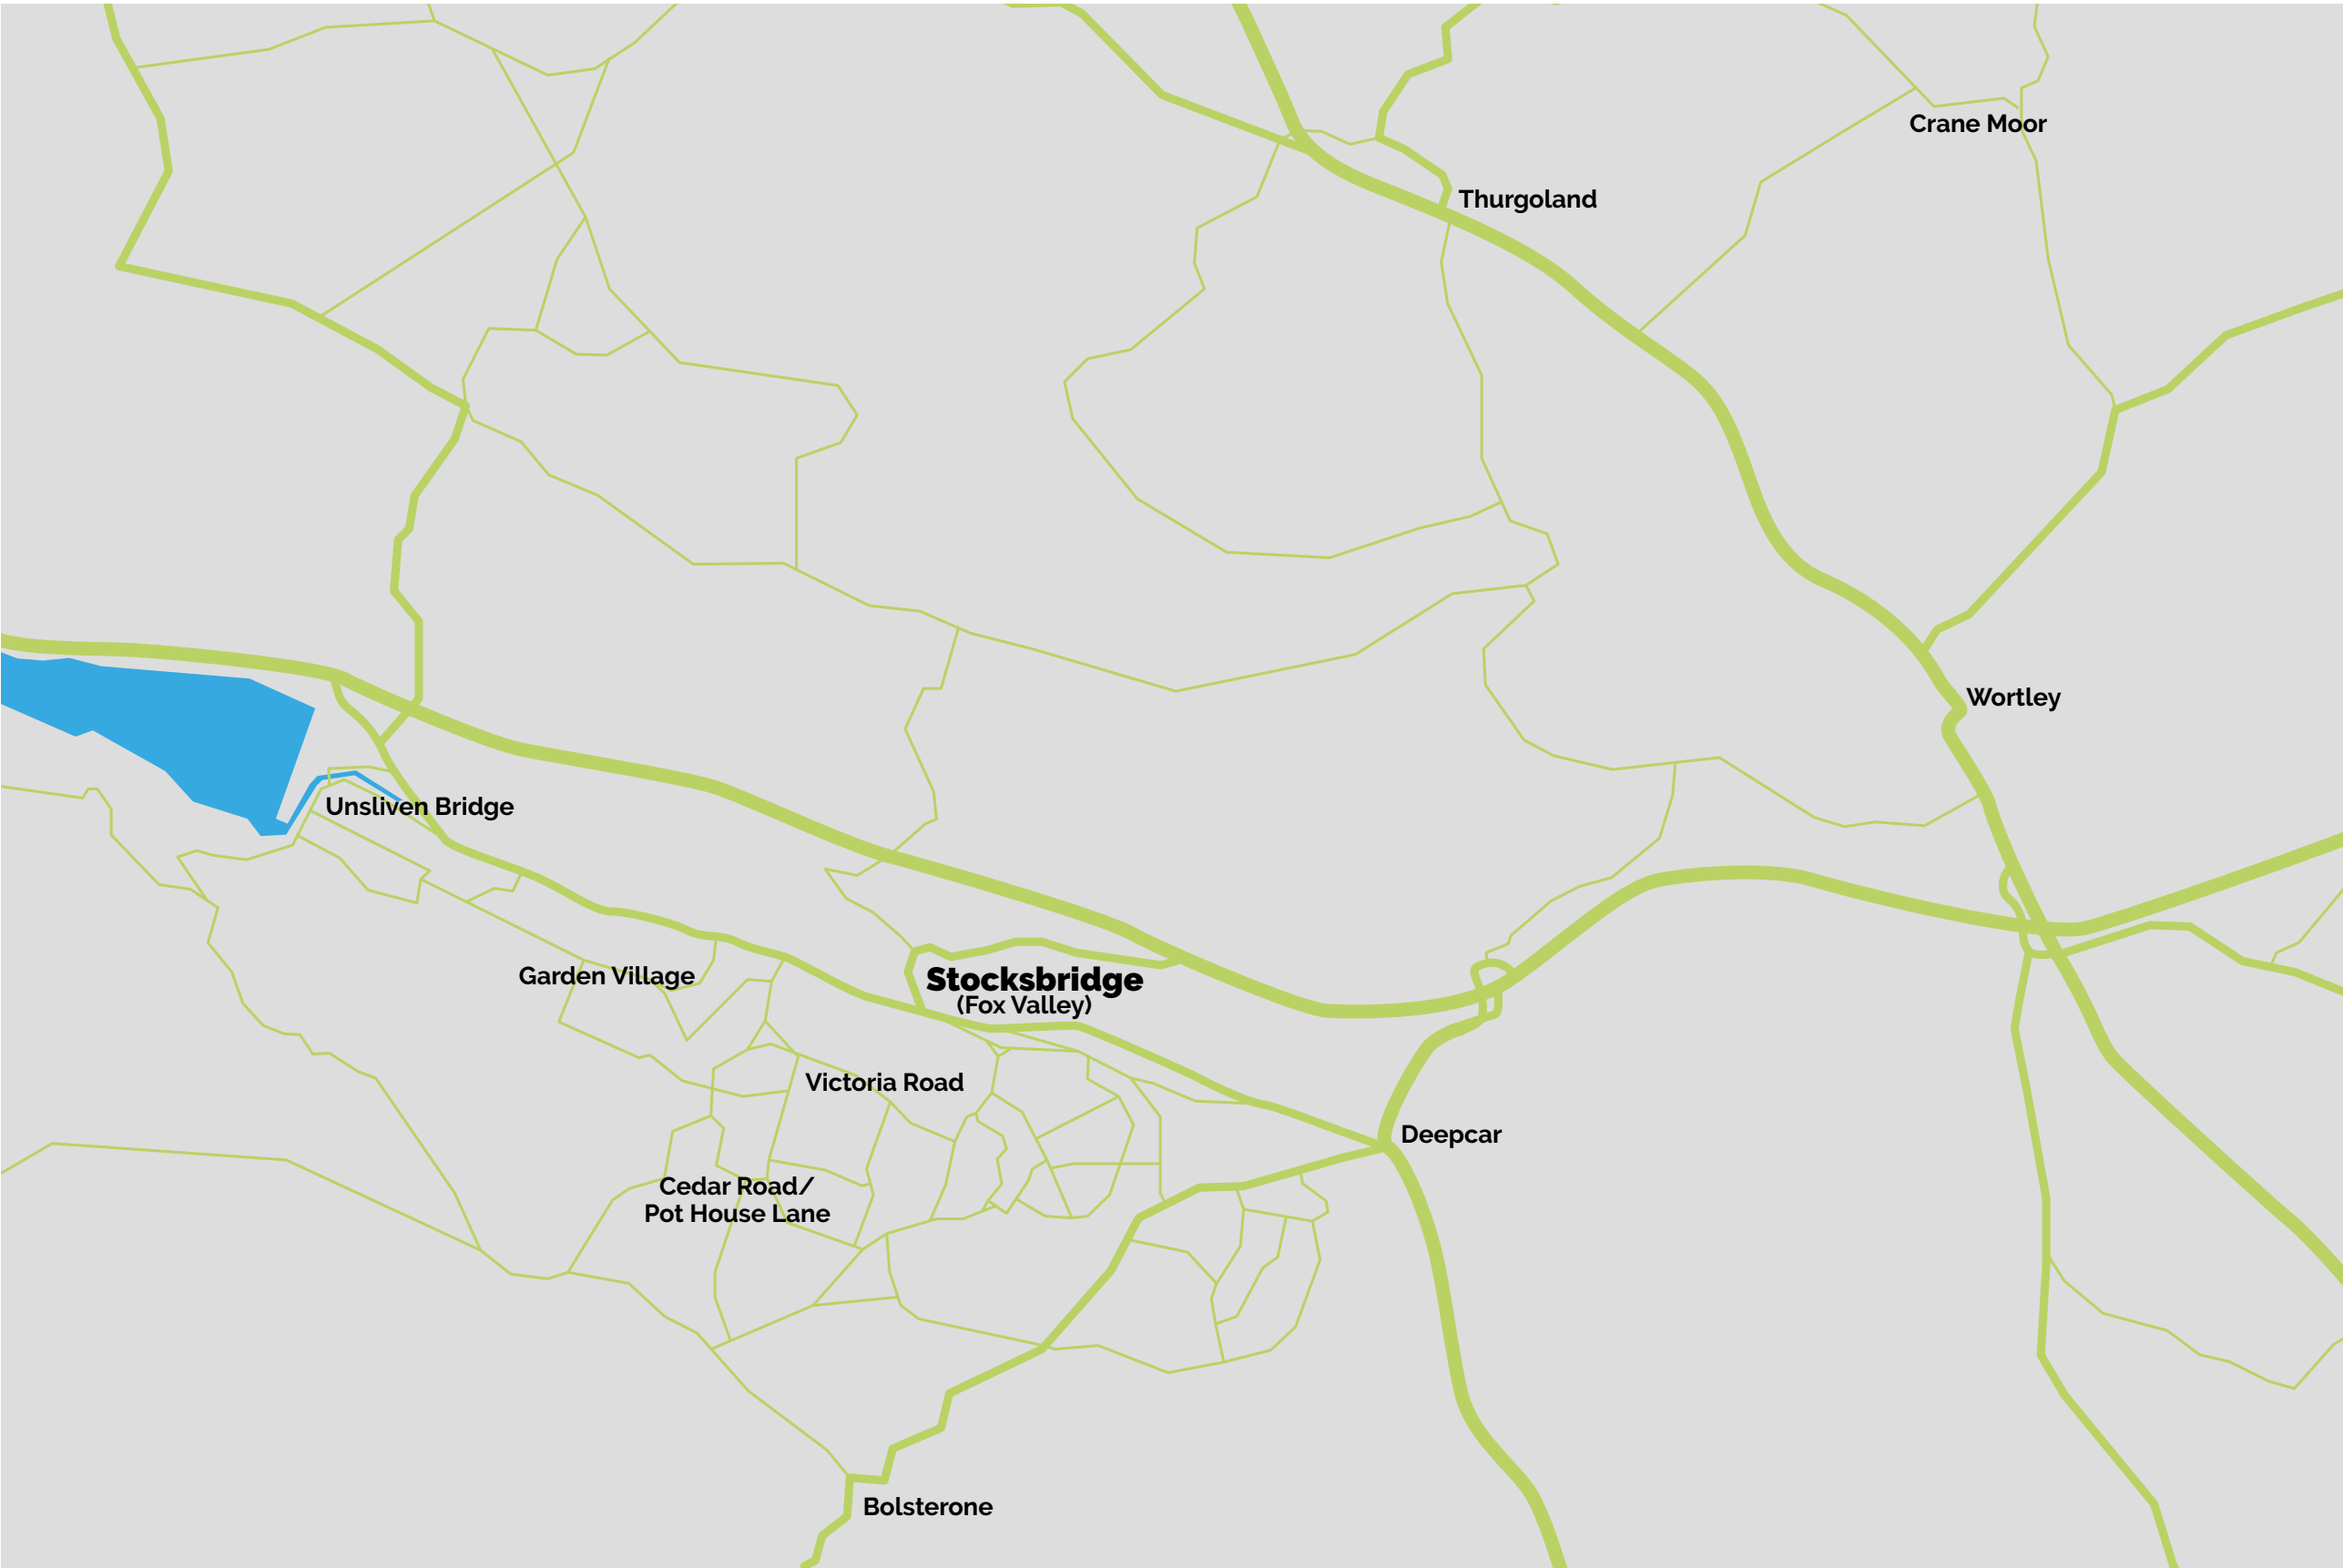 Crane Moor
Thurgoland
Wortley
Unsliven Bridge
Garden Village
Stocksbridge
(Fox Valley)
Victoria Road
Deepcar
Cedar Road/
Pot House Lane
Bolsterone